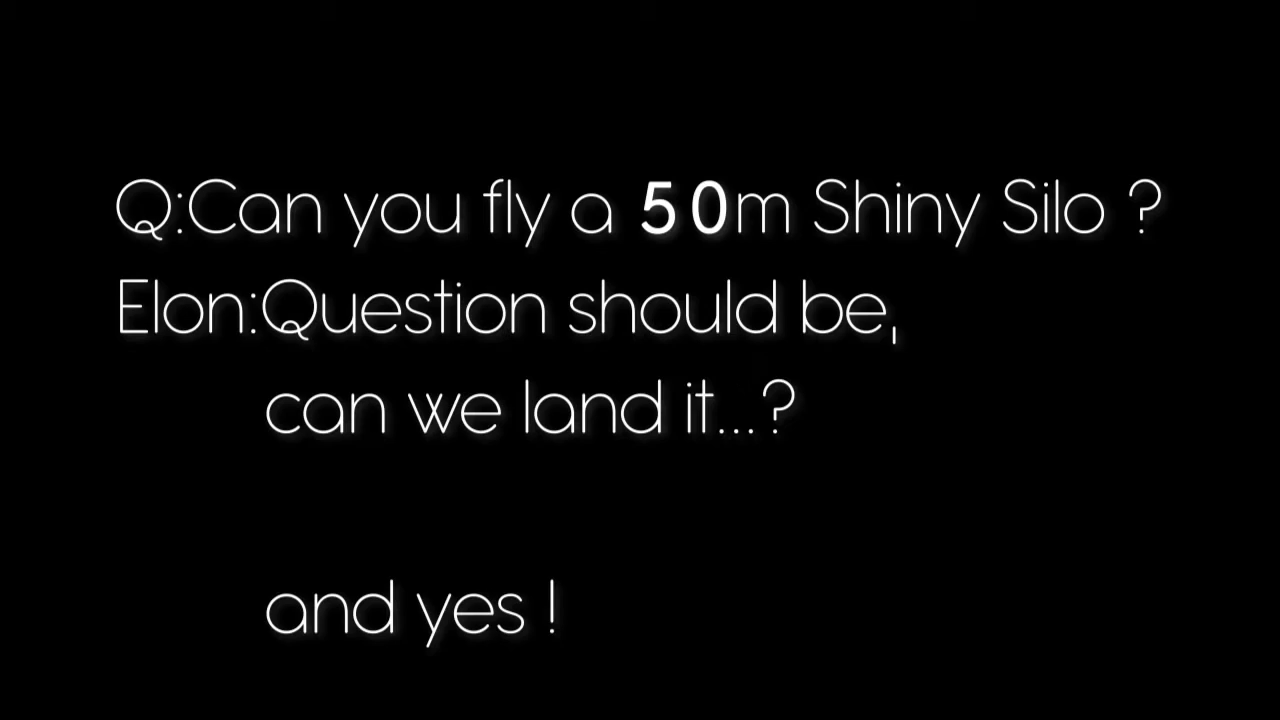 Q:Can you fly a 50m Shiny Silo ?
Elon:Question should be,
can we land it...?
and yes !